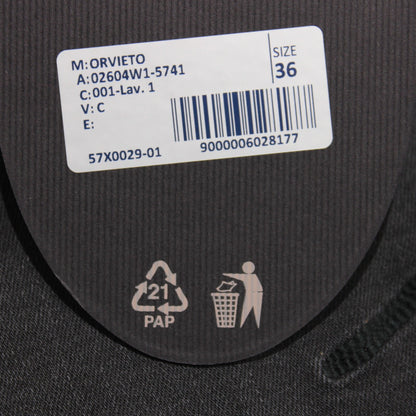 M: ORVIETO
A: 02604W1-5741
C: 001-Lav. 1
V: C
E:
SIZE
36
57X0029-01
9000006028177
21
PAP